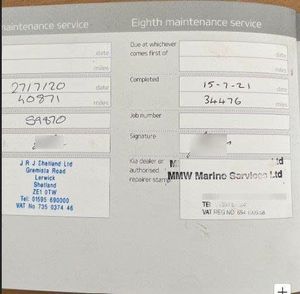 maintenance service
date
miles
27/7/20
date
40871
miles
J R J Shetland Ltd
Gremista Road
Lerwick
Shetland
ZE1 0TW
Tel: 01595 690000
VAT No 735 0374 46
Eighth maintenance service
Due at whichever
comes first of
date
miles
Completed
15-7-21
date
34476
miles
Job number
Signature
Kia dealer or
authorised
repairer stamp
MMW Marine Services Ltd
VAT REG NO